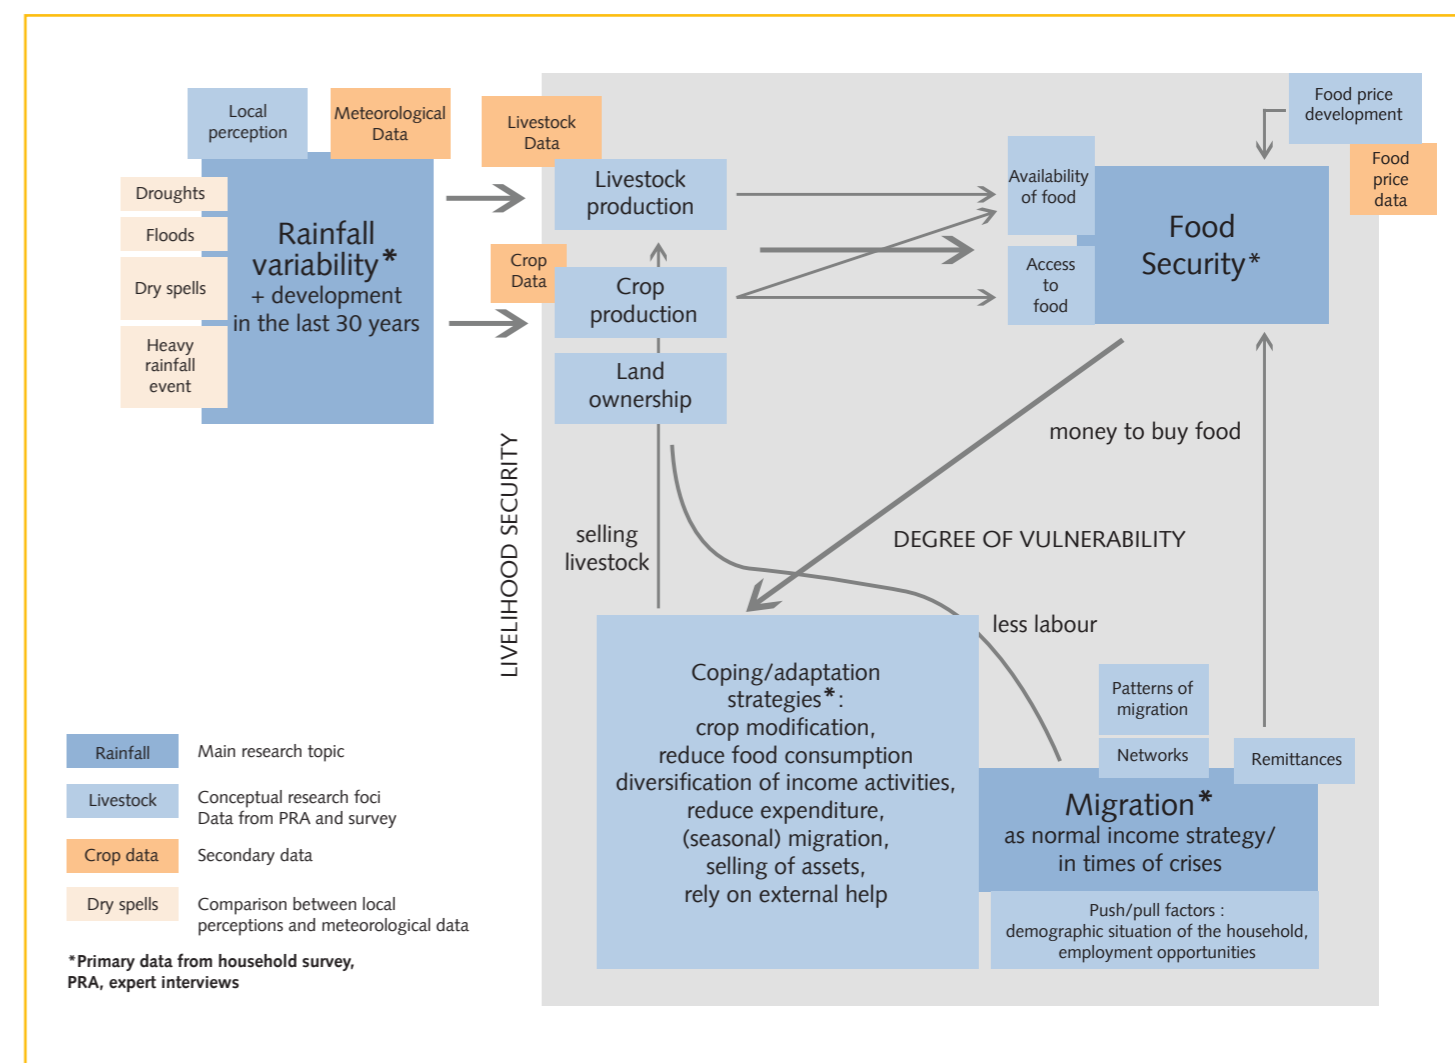 Local
perception
Meteorological
Data
Droughts
Floods
Dry spells
Heavy
rainfall
event
Rainfall
variability*
+ development
in the last 30 years
Livestock
Data
Livestock
production
Crop
Data
Crop
production
Land
ownership
Availability
of food
Access
to
food
Food
Security*
Food price
development
Food
price
data
LIVELIHOOD SECURITY
selling
livestock
money to buy food
DEGREE OF VULNERABILITY
less labour
Coping/adaptation
strategies*:
crop modification,
reduce food consumption
diversification of income activities,
reduce expenditure,
(seasonal) migration,
selling of assets,
rely on external help
Patterns of
migration
Networks
Remittances
Migration*
as normal income strategy/
in times of crises
Push/pull factors :
demographic situation of the household,
employment opportunities
Rainfall
Main research topic
Livestock
Conceptual research foci
Data from PRA and survey
Crop data
Secondary data
Dry spells
Comparison between local
perceptions and meteorological data
*Primary data from household survey,
PRA, expert interviews